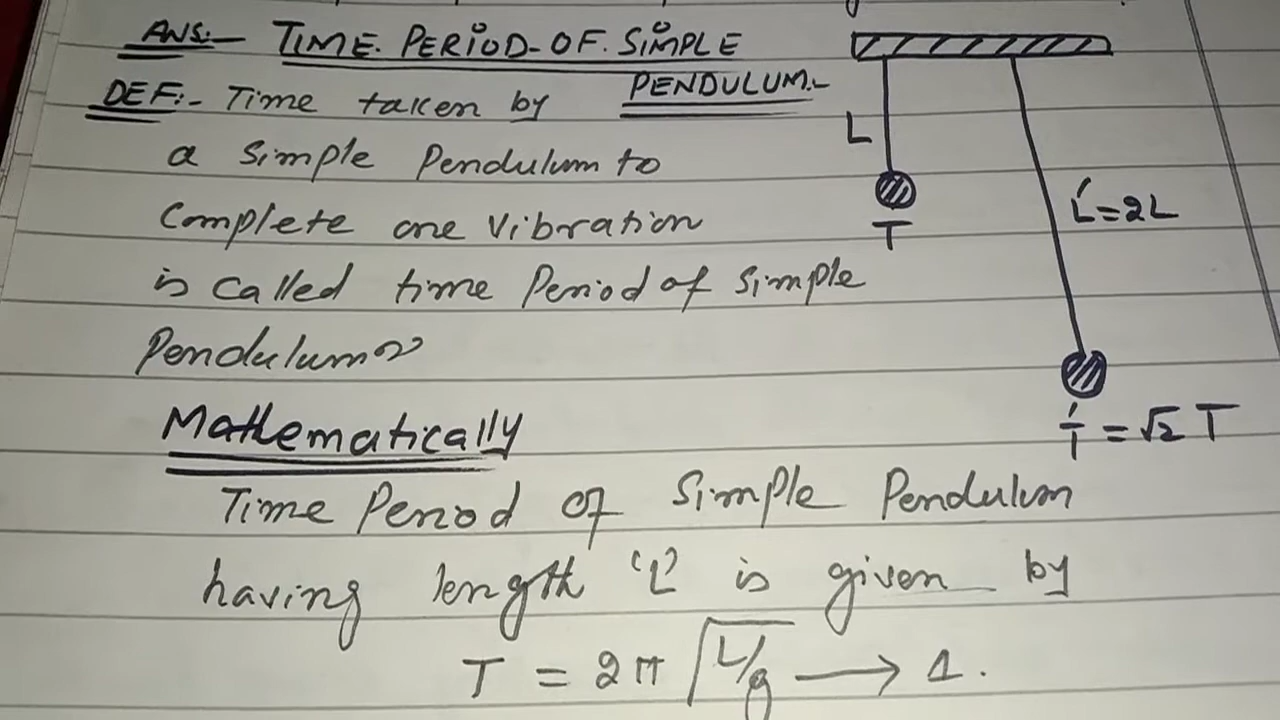 ANS:- TIME PERIOD OF SIMPLE
PENDULUM:-
DEF:- Time taken by
a simple Pendulum to
Complete one Vibration
is called time Period of simple
Pendulum
Mathematically
Time Period of Simple Pendulum
having length 'L' is given by
T = 2π √L/g → 1.
L
T
L' = 2L
T' = √2 T